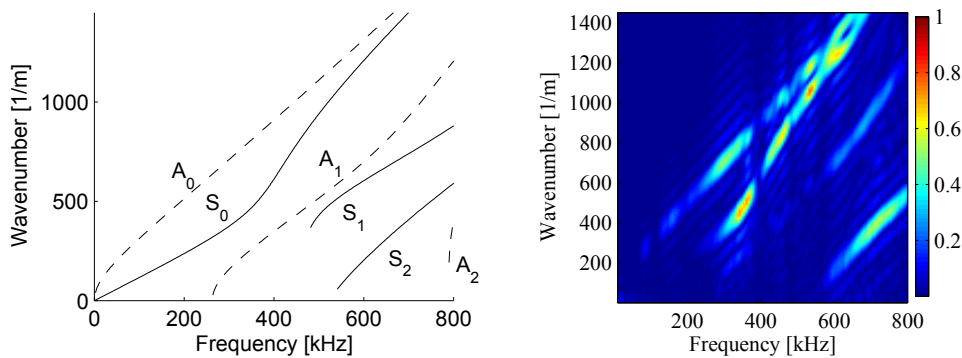 Wavenumber [1/m]
1000
500
0
A0
S0
A1
S1
S2
A2
0 200 400 600 800
Frequency [kHz]
Wavenumber [1/m]
1400
1200
1000
800
600
400
200
200 400 600 800
Frequency [kHz]
1
0.8
0.6
0.4
0.2